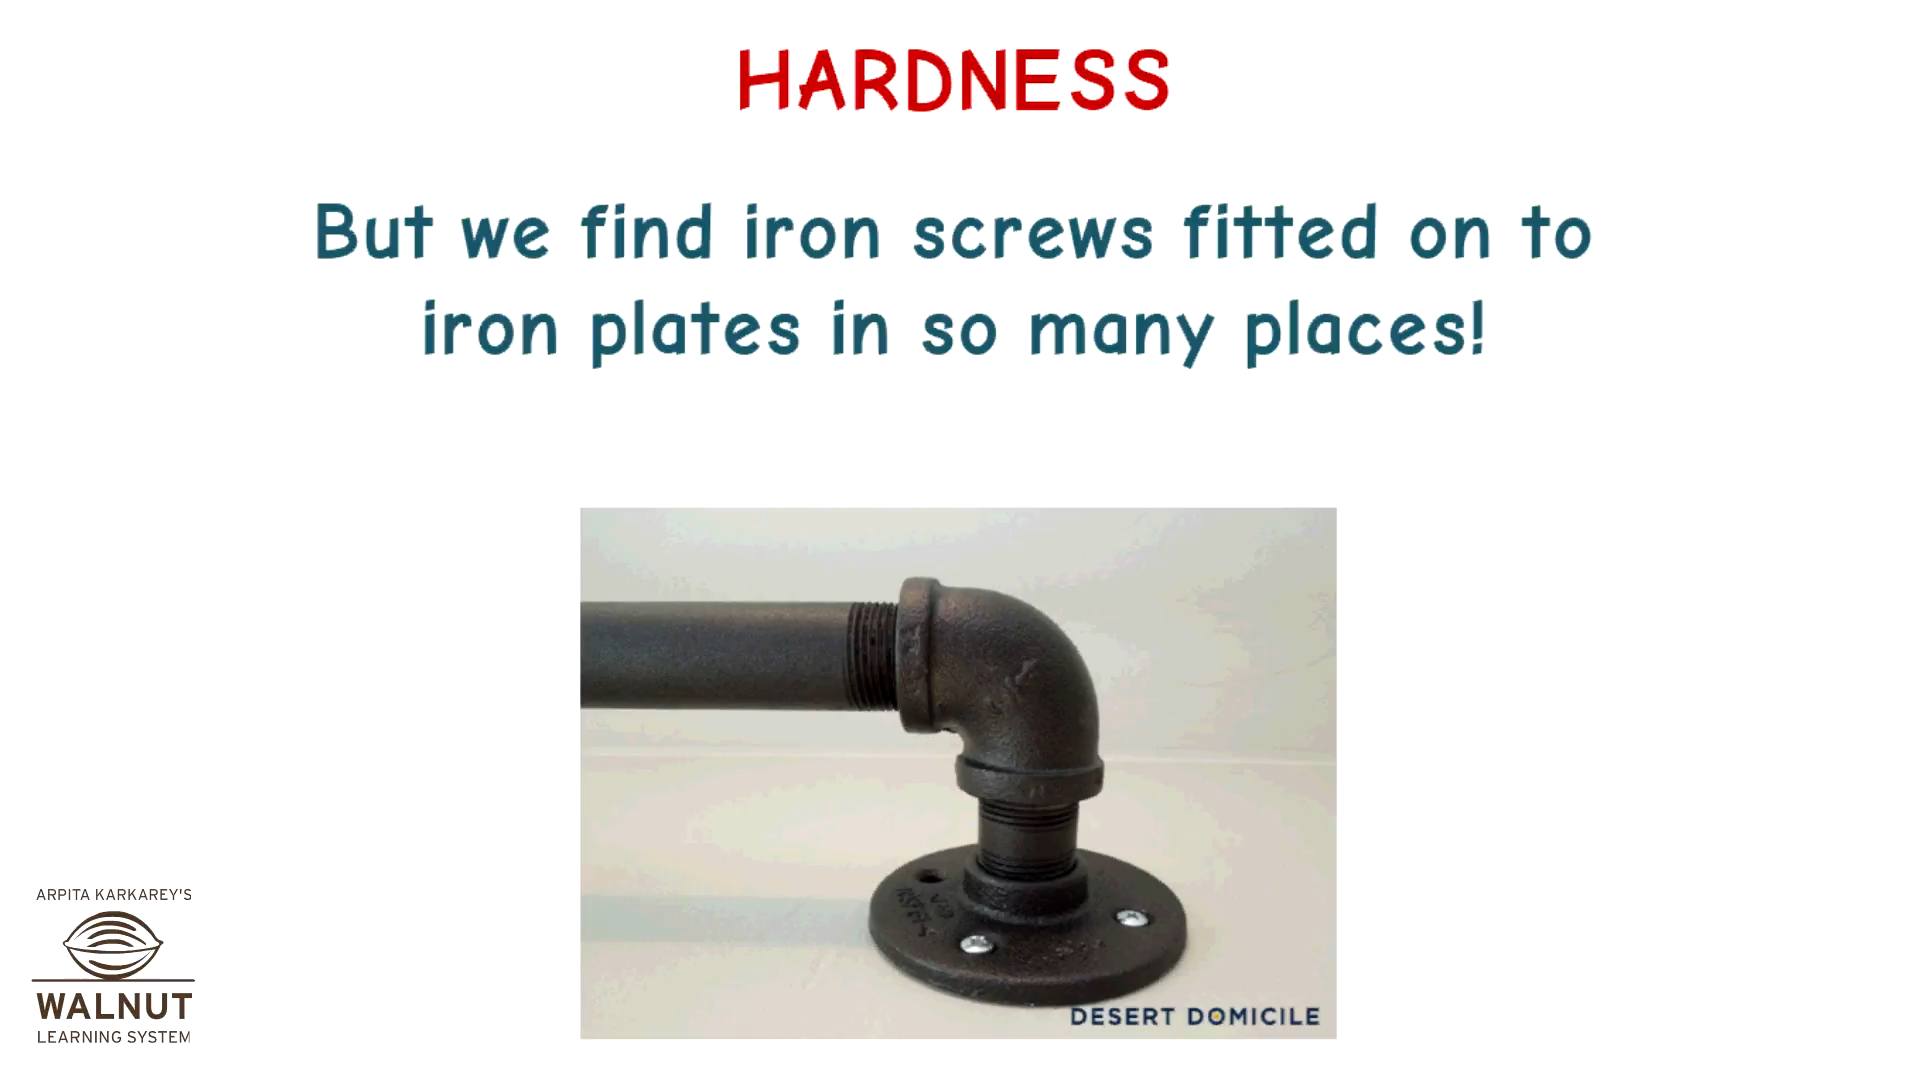 HARDNESS
But we find iron screws fitted on to
iron plates in so many places!
DESERT DOMICILE
ARPITA KARKAREY'S
WALNUT
LEARNING SYSTEM